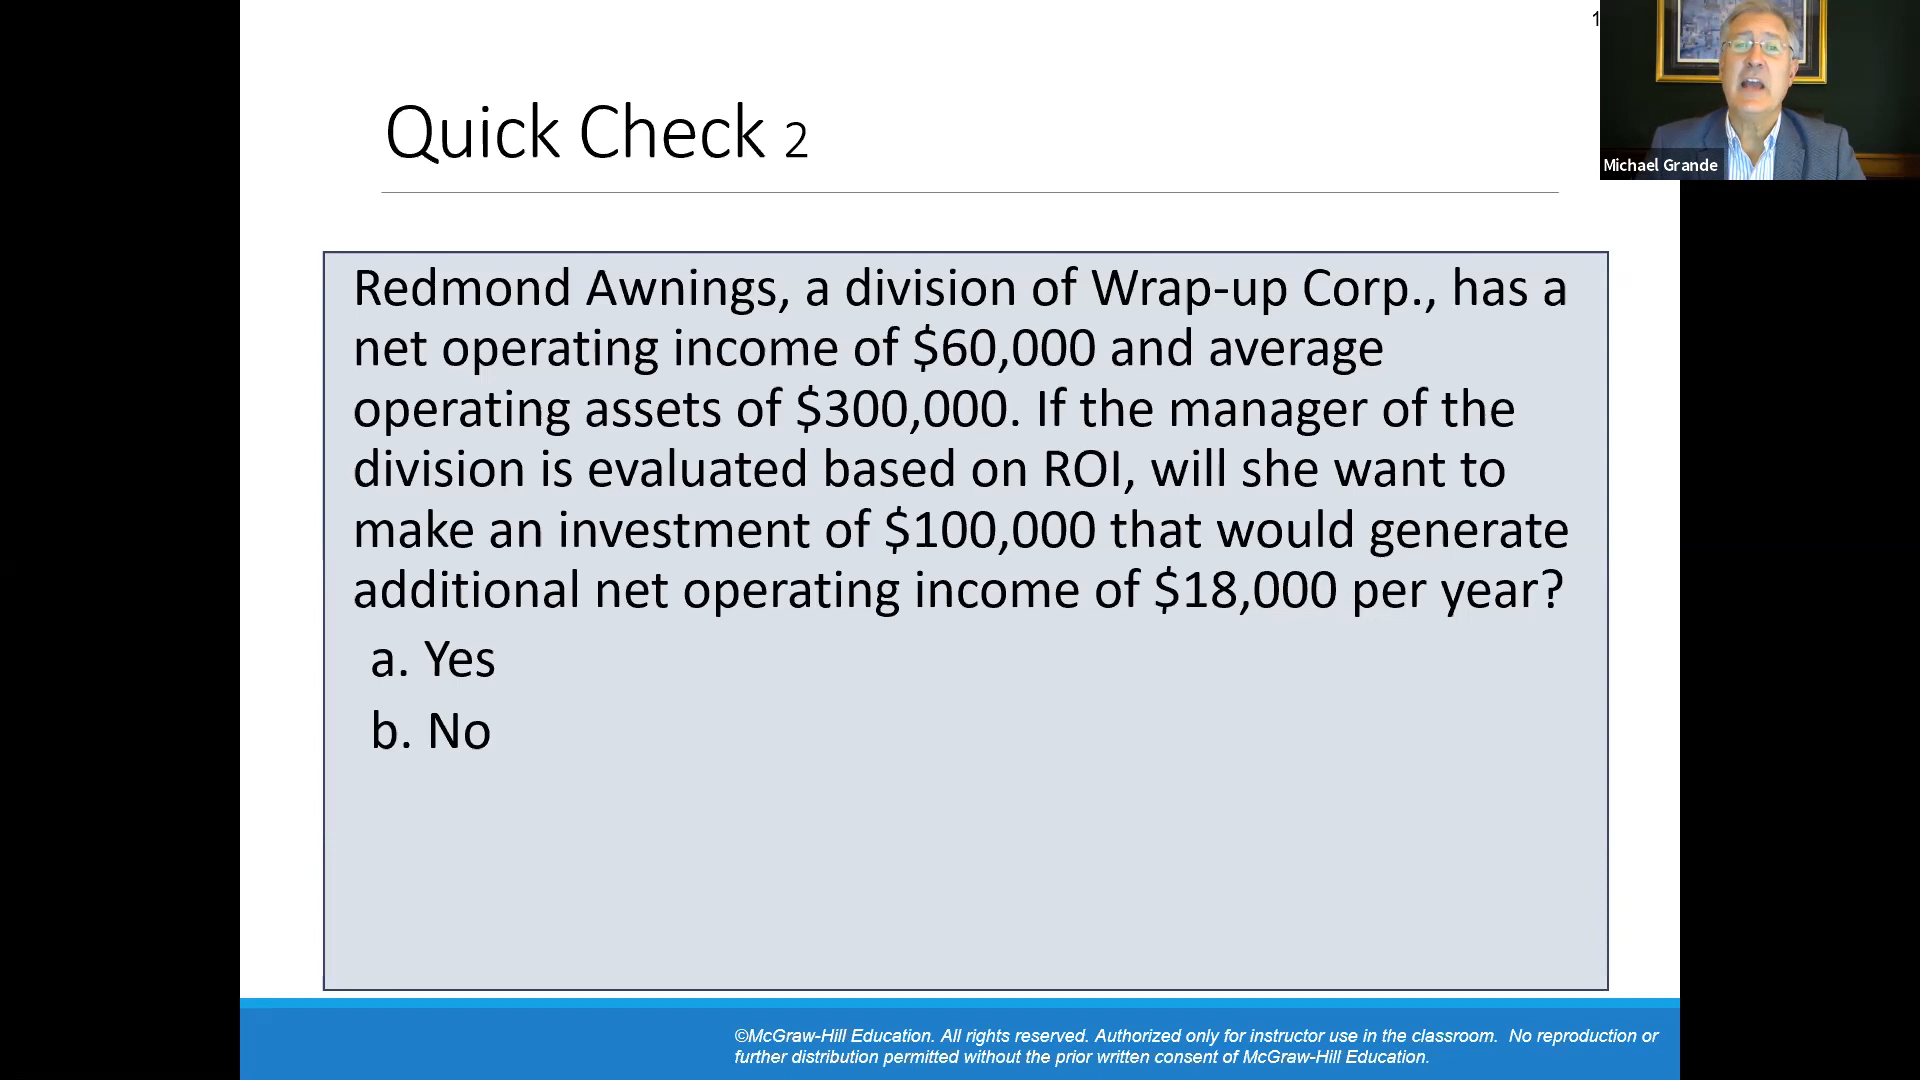 1
Quick Check 2
Michael Grande
Redmond Awnings, a division of Wrap-up Corp., has a
net operating income of $60,000 and average
operating assets of $300,000. If the manager of the
division is evaluated based on ROI, will she want to
make an investment of $100,000 that would generate
additional net operating income of $18,000 per year?
a. Yes
b. No
©McGraw-Hill Education. All rights reserved. Authorized only for instructor use in the classroom. No reproduction or
further distribution permitted without the prior written consent of McGraw-Hill Education.